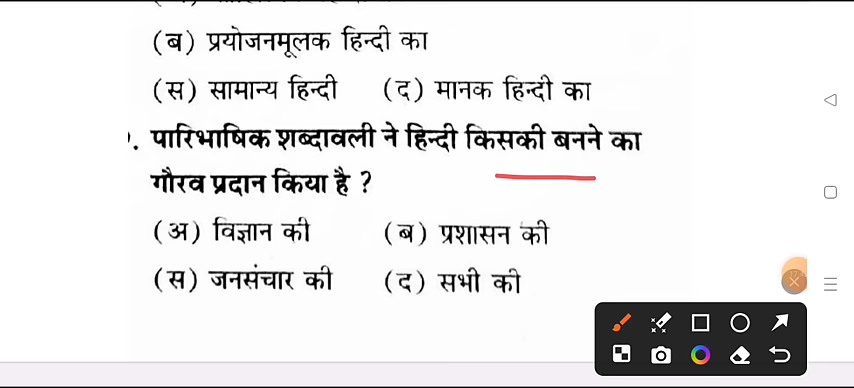 (ब) प्रयोजनमूलक हिन्दी का
(स) सामान्य हिन्दी (द) मानक हिन्दी का
. पारिभाषिक शब्दावली ने हिन्दी किसकी बनने का
गौरव प्रदान किया है ?
(अ) विज्ञान की (ब) प्रशासन की
(स) जनसंचार की (द) सभी की